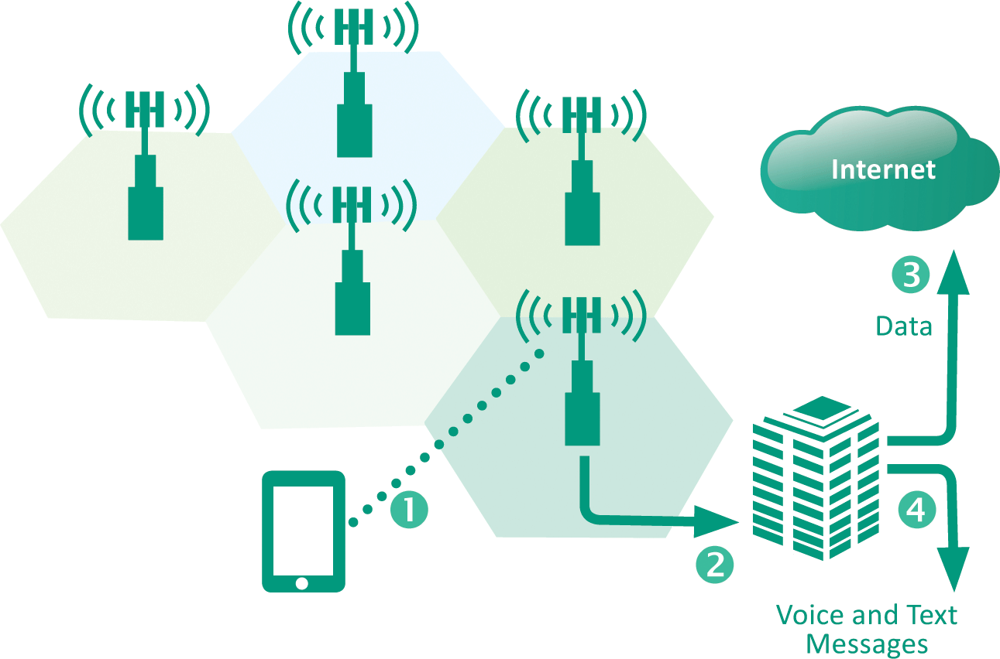 Internet
3
Data
1
4
2
Voice and Text
Messages